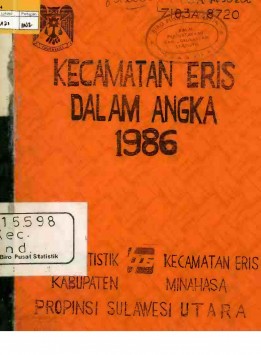 7103A.8720
KECAMATAN ERIS
DALAM ANGKA
1986
15598
Kec.
nd.
Biro Pusat Statistik
TISTIK KECAMATAN ERIS
KABUPATEN MINAHASA
PROPINSI SULAWESI UTARA